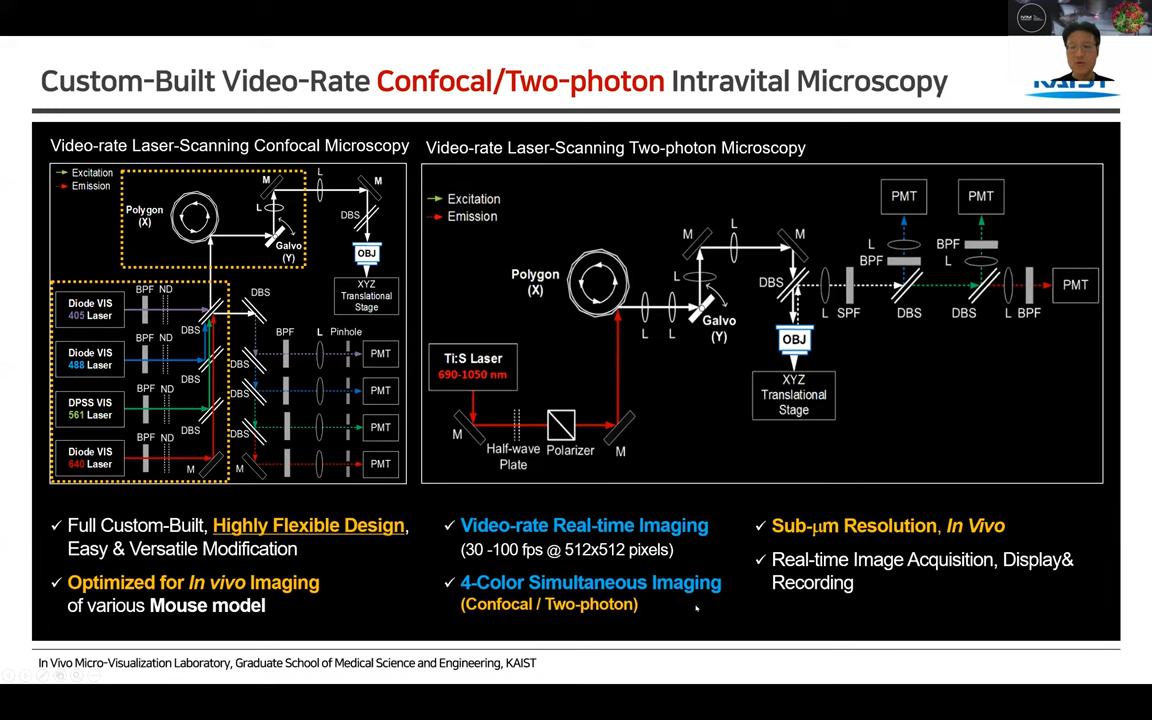 Custom-Built Video-Rate Confocal/Two-photon Intravital Microscopy
KAIST
Video-rate Laser-Scanning Confocal Microscopy
Excitation
Emission
Polygon
(X)
M
L
M
L
Galvo
(Y)
DBS
OBJ
XYZ
Translational
Stage
Diode VIS
405 Laser
BPF ND
DBS
DBS
Diode VIS
488 Laser
BPF ND
DBS
DPSS VIS
561 Laser
BPF ND
DBS
Diode VIS
640 Laser
BPF ND
M
BPF L Pinhole
DBS
DBS
DBS
M
PMT
PMT
PMT
PMT
Video-rate Laser-Scanning Two-photon Microscopy
Excitation
Emission
Polygon
(X)
L L
M
L
L
M
Galvo
(Y)
DBS
OBJ
XYZ
Translational
Stage
Ti:S Laser
690-1050 nm
M
Half-wave
Plate
Polarizer
M
L SPF
PMT
L
BPF
DBS
PMT
BPF
L
DBS
L BPF
PMT
✓ Full Custom-Built, Highly Flexible Design,
Easy & Versatile Modification
✓ Optimized for In vivo Imaging
of various Mouse model
✓ Video-rate Real-time Imaging
(30 -100 fps @ 512x512 pixels)
✓ 4-Color Simultaneous Imaging
(Confocal / Two-photon)
✓ Sub-μm Resolution, In Vivo
✓ Real-time Image Acquisition, Display&
Recording
In Vivo Micro-Visualization Laboratory, Graduate School of Medical Science and Engineering, KAIST